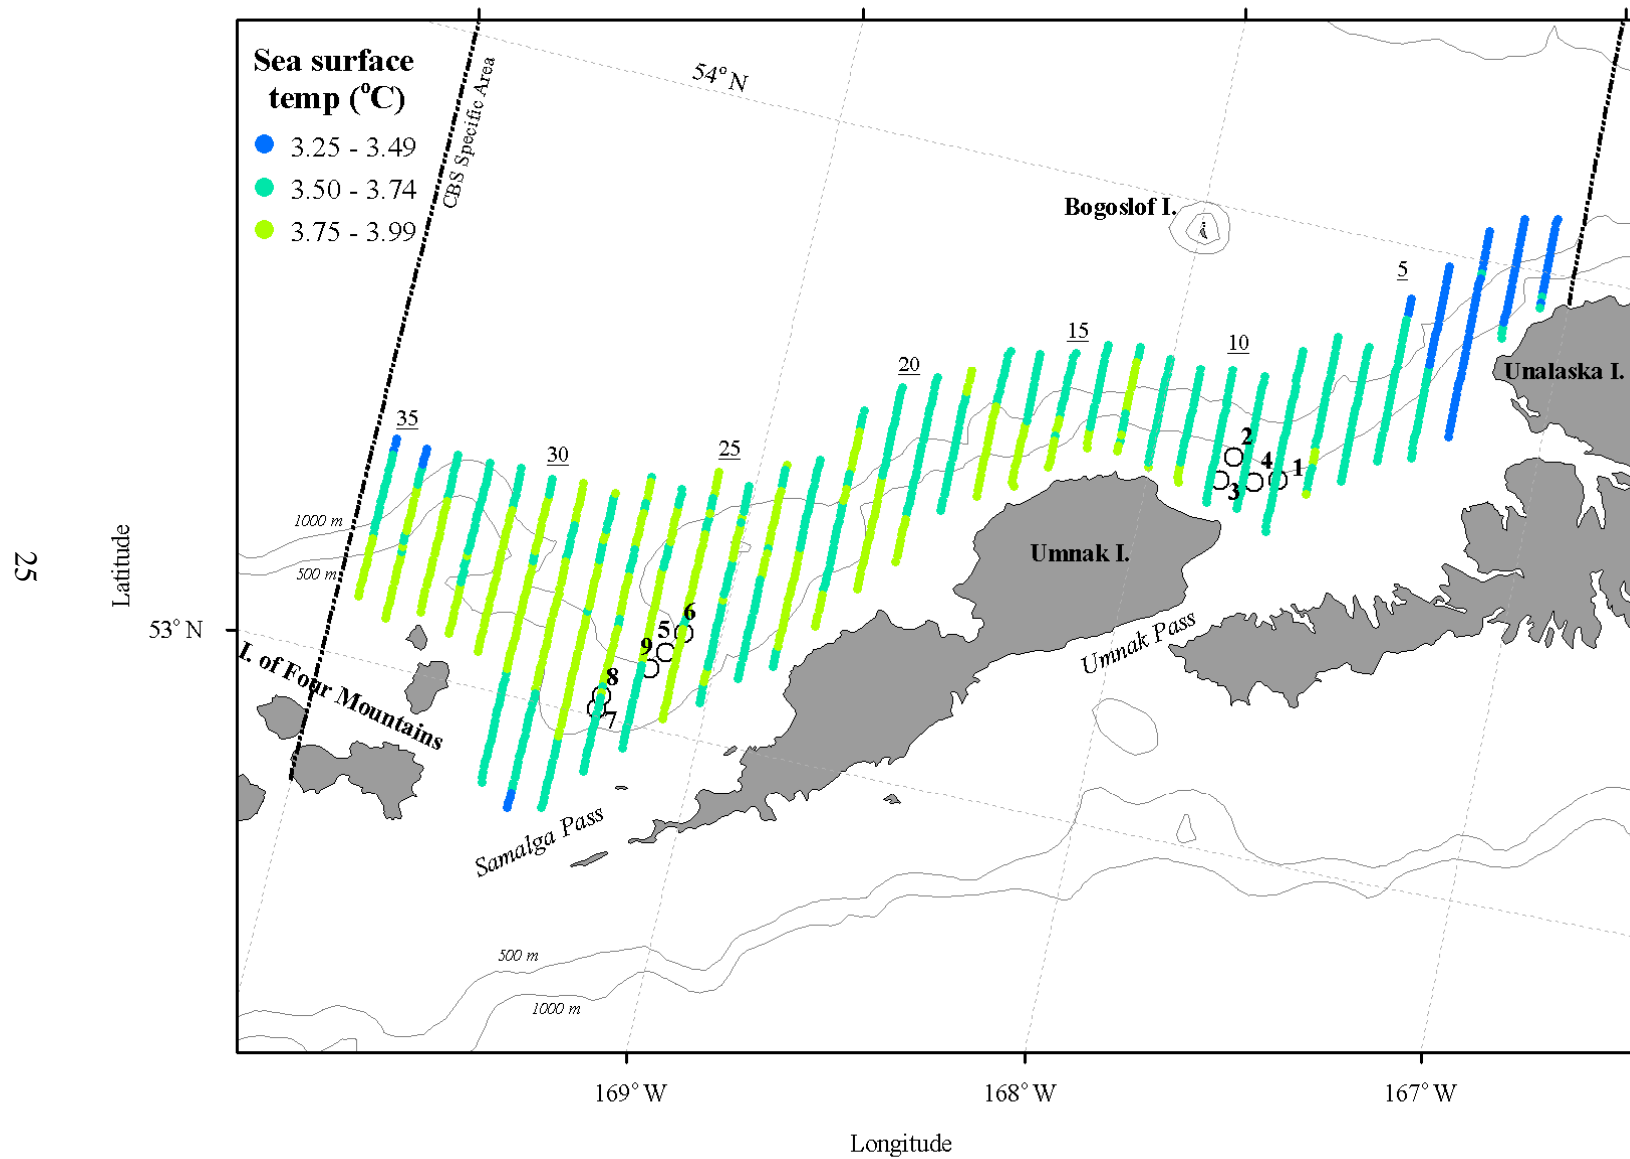 Sea surface
temp (°C)
3.25 - 3.49
3.50 - 3.74
3.75 - 3.99
CBS Specific Area
54° N
Bogoslof I.
5
Unalaska I.
15
10
20
35
25
30
2
4
1
3
1000 m
500 m
Umnak I.
25
Latitude
53° N
6
5
9
8
7
Umnak Pass
I. of Four Mountains
Samalga Pass
500 m
1000 m
169° W
168° W
167° W
Longitude